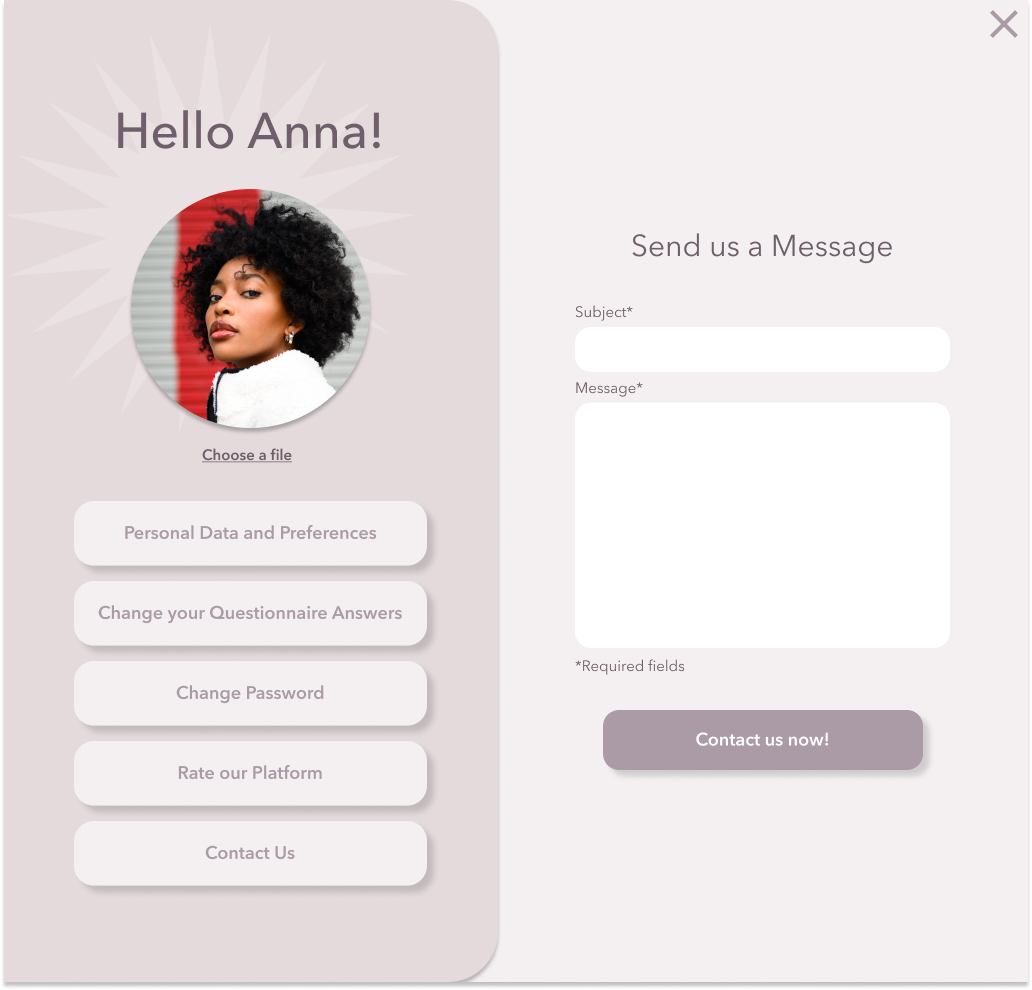 Hello Anna!
Choose a file
Personal Data and Preferences
Change your Questionnaire Answers
Change Password
Rate our Platform
Contact Us
Send us a Message
Subject*
Message*
*Required fields
Contact us now!